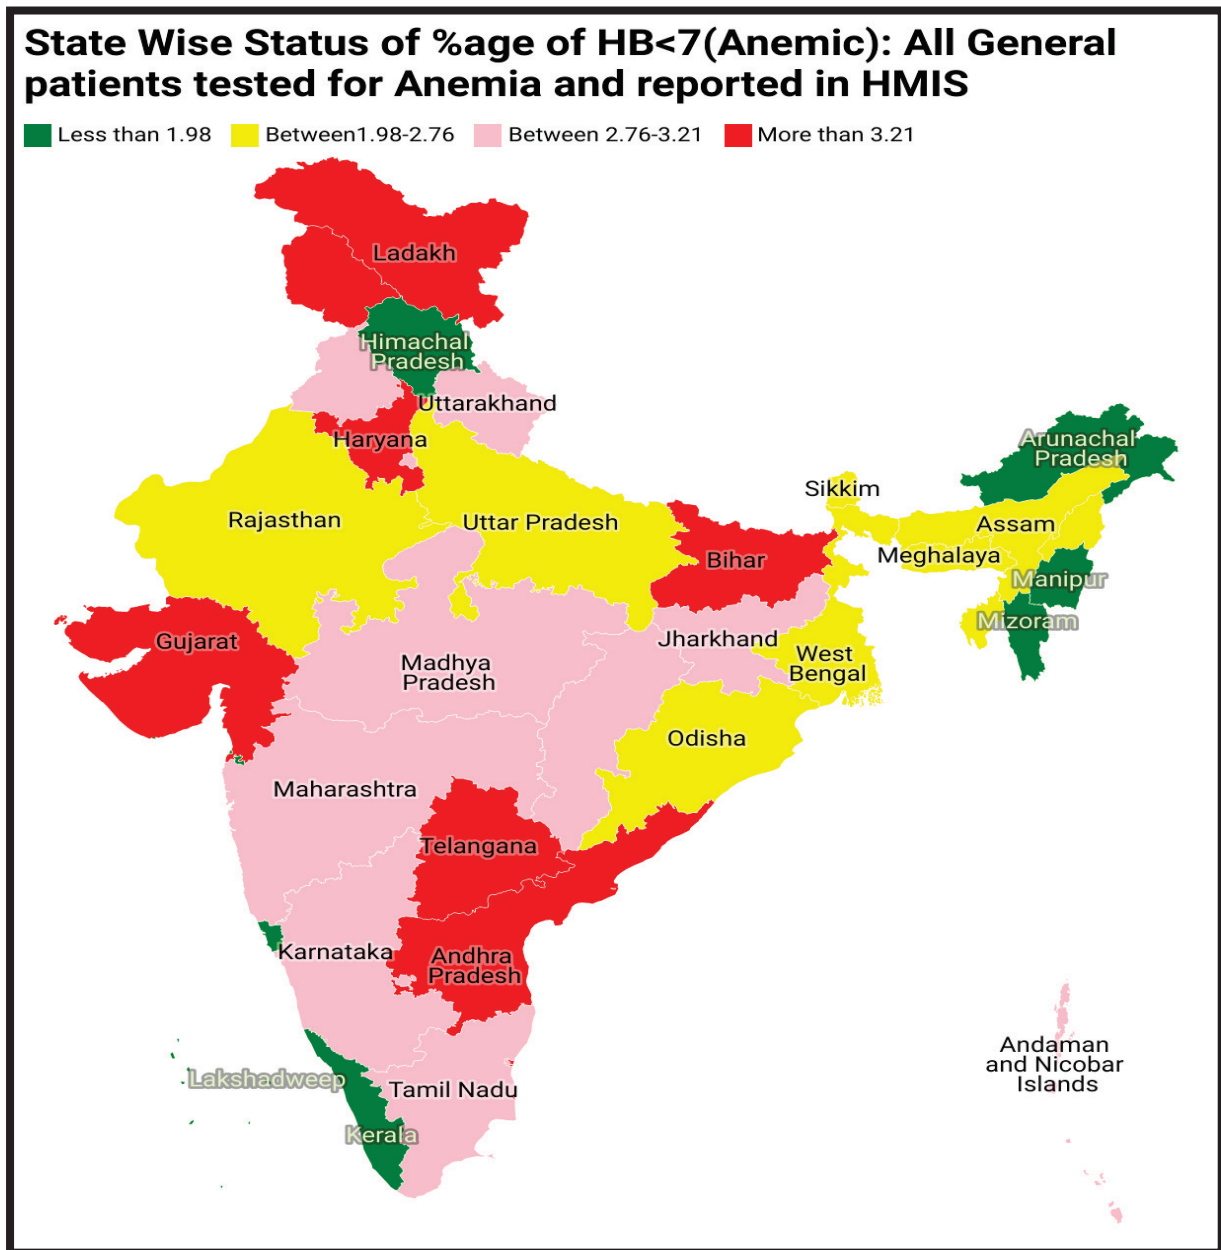 State Wise Status of %age of HB<7(Anemic): All General
patients tested for Anemia and reported in HMIS
Less than 1.98
Between1.98-2.76
Between 2.76-3.21
More than 3.21
Ladakh
Himachal
Pradesh
Uttarakhand
Haryana
Arunachal
Pradesh
Sikkim
Rajasthan
Uttar Pradesh
Assam
Bihar
Meghalaya
Manipur
Mizoram
Gujarat
Jharkhand
Madhya
Pradesh
West
Bengal
Odisha
Maharashtra
Telangana
Karnataka
Andhra
Pradesh
Andaman
and Nicobar
Islands
Lakshadweep
Tamil Nadu
Kerala